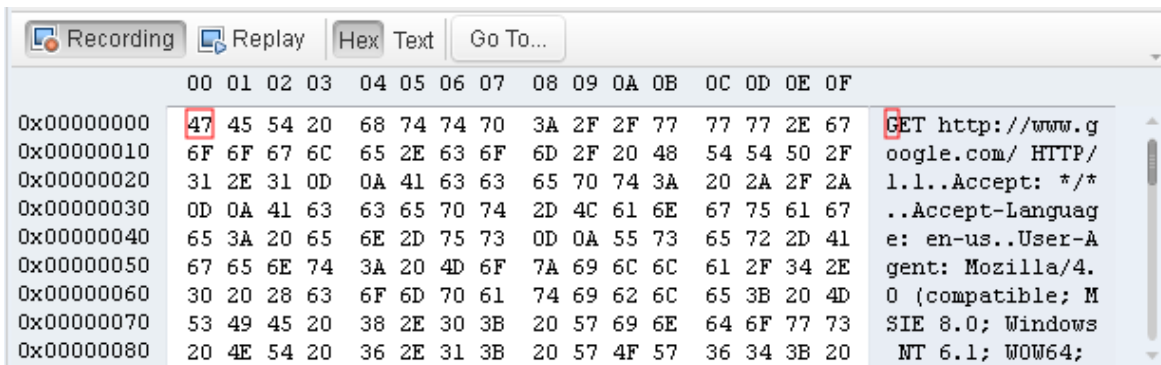 Recording Replay Hex Text Go To...
00 01 02 03 04 05 06 07 08 09 0A 0B 0C 0D 0E 0F
0x00000000 47 45 54 20 68 74 74 70 3A 2F 2F 77 77 77 2E 67 GET http://www.g
0x00000010 6F 6F 67 6C 65 2E 63 6F 6D 2F 20 48 54 54 50 2F oogle.com/ HTTP/
0x00000020 31 2E 31 0D 0A 41 63 63 65 70 74 3A 20 2A 2F 2A 1.1..Accept: */*
0x00000030 0D 0A 41 63 63 65 70 74 2D 4C 61 6E 67 75 61 67 ..Accept-Languag
0x00000040 65 3A 20 65 6E 2D 75 73 0D 0A 55 73 65 72 2D 41 e: en-us..User-A
0x00000050 67 65 6E 74 3A 20 4D 6F 7A 69 6C 6C 61 2F 34 2E gent: Mozilla/4.
0x00000060 30 20 28 63 6F 6D 70 61 74 69 62 6C 65 3B 20 4D 0 (compatible; M
0x00000070 53 49 45 20 38 2E 30 3B 20 57 69 6E 64 6F 77 73 SIE 8.0; Windows
0x00000080 20 4E 54 20 36 2E 31 3B 20 57 4F 57 36 34 3B 20 NT 6.1; WOW64;